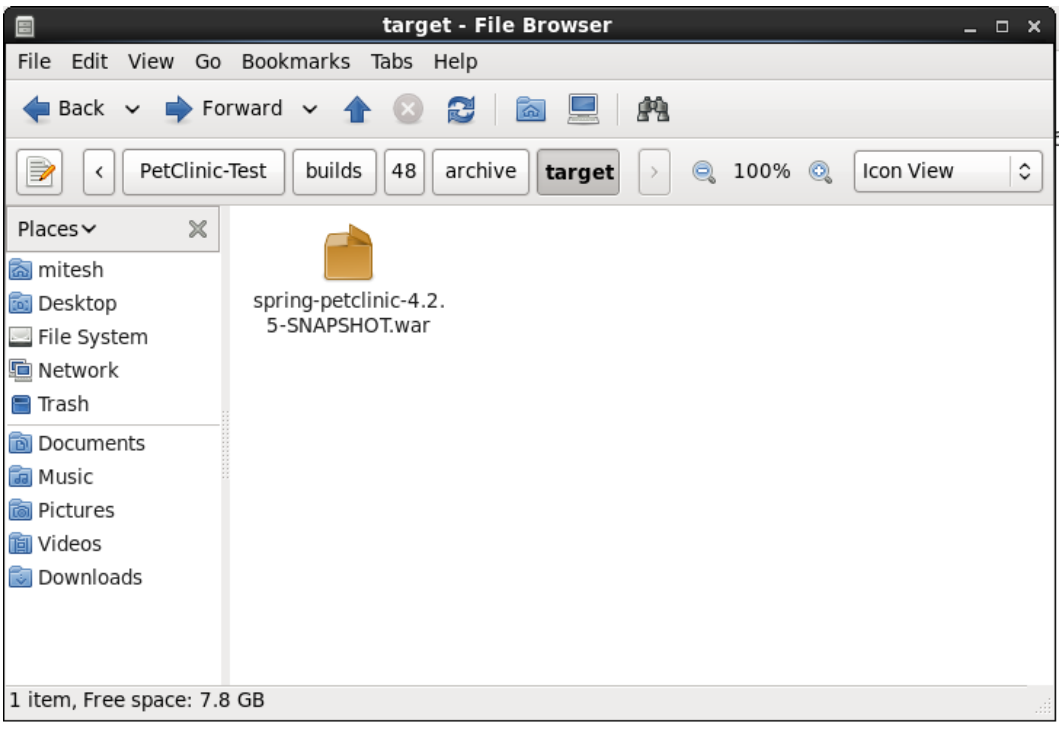 target - File Browser
File Edit View Go Bookmarks Tabs Help
Back Forward
PetClinic-Test builds 48 archive target 100% Icon View
Places
mitesh
Desktop
File System
Network
Trash
Documents
Music
Pictures
Videos
Downloads
spring-petclinic-4.2.
5-SNAPSHOT.war
1 item, Free space: 7.8 GB